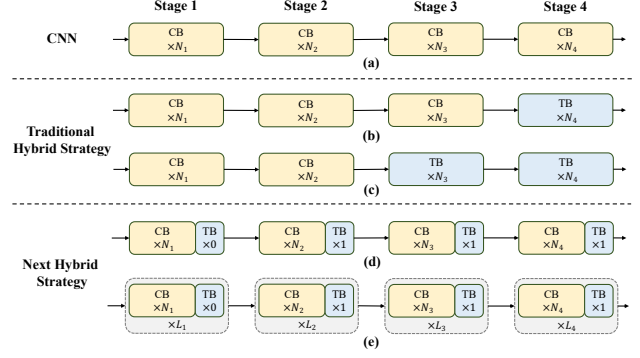 Stage 1 Stage 2 Stage 3 Stage 4
CNN
CB CB CB CB
×N₁ ×N₂ ×N₃ ×N₄
(a)
Traditional
Hybrid Strategy
CB CB CB TB
×N₁ ×N₂ ×N₃ ×N₄
(b)
CB CB TB TB
×N₁ ×N₂ ×N₃ ×N₄
(c)
Next Hybrid
Strategy
CB TB CB TB CB TB CB TB
×N₁ ×0 ×N₂ ×1 ×N₃ ×1 ×N₄ ×1
(d)
CB TB CB TB CB TB CB TB
×N₁ ×0 ×N₂ ×1 ×N₃ ×1 ×N₄ ×1
×L₁ ×L₂ ×L₃ ×L₄
(e)